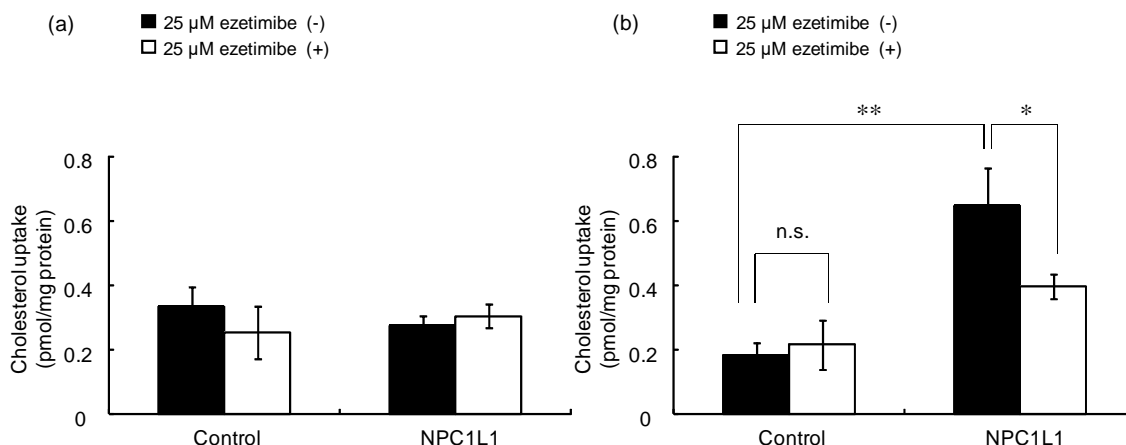 (a)
25 µM ezetimibe (-)
25 µM ezetimibe (+)
Cholesterol uptake
(pmol/mg protein)
0.8
0.6
0.4
0.2
0
Control
NPC1L1
(b)
25 µM ezetimibe (-)
25 µM ezetimibe (+)
**
*
n.s.
Cholesterol uptake
(pmol/mg protein)
0.8
0.6
0.4
0.2
0
Control
NPC1L1